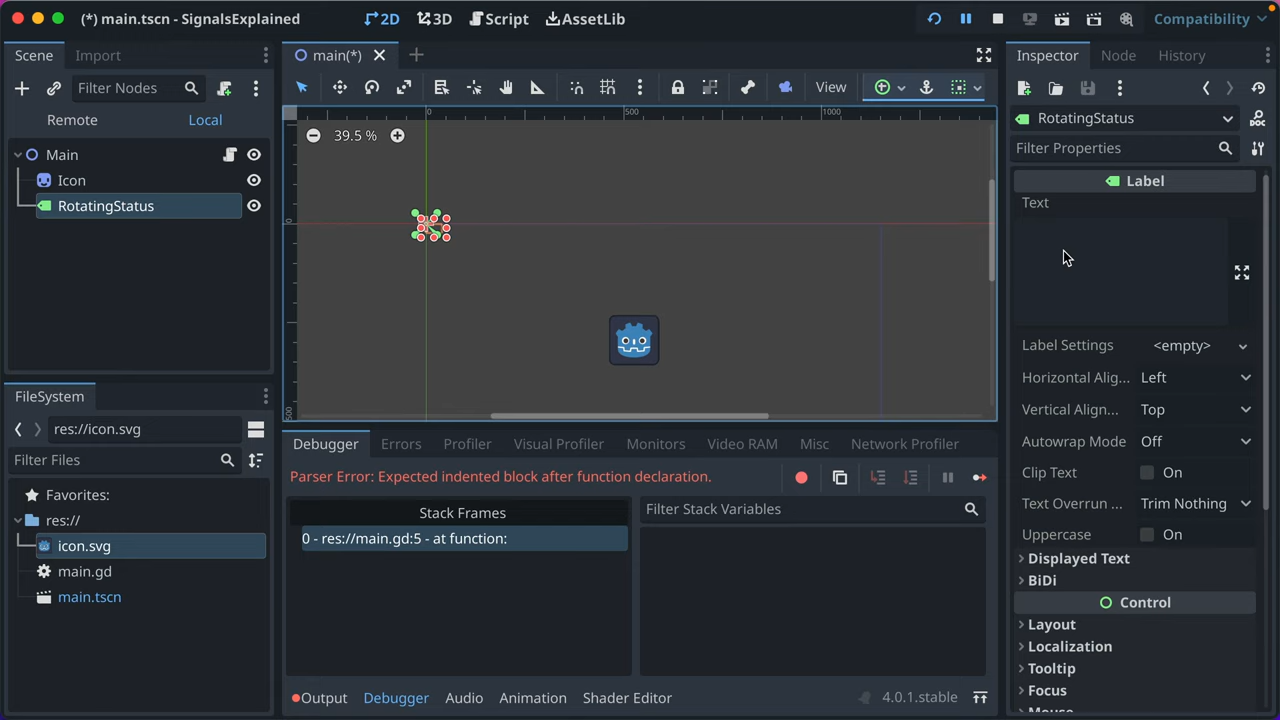 (*) main.tscn - SignalsExplained
2D 3D Script AssetLib
Compatibility
Scene Import
Filter Nodes
Remote Local
Main
Icon
RotatingStatus
FileSystem
res://icon.svg
Filter Files
Favorites:
res://
icon.svg
main.gd
main.tscn
main(*)
View
0 500 1000
39.5 %
0
500
Debugger Errors Profiler Visual Profiler Monitors Video RAM Misc Network Profiler
Parser Error: Expected indented block after function declaration.
Stack Frames
0 - res://main.gd:5 - at function:
Filter Stack Variables
Output Debugger Audio Animation Shader Editor
4.0.1.stable
Inspector Node History
RotatingStatus
Filter Properties
Label
Text
Label Settings <empty>
Horizontal Alig... Left
Vertical Align... Top
Autowrap Mode Off
Clip Text On
Text Overrun ... Trim Nothing
Uppercase On
Displayed Text
BiDi
Control
Layout
Localization
Tooltip
Focus
Mouse